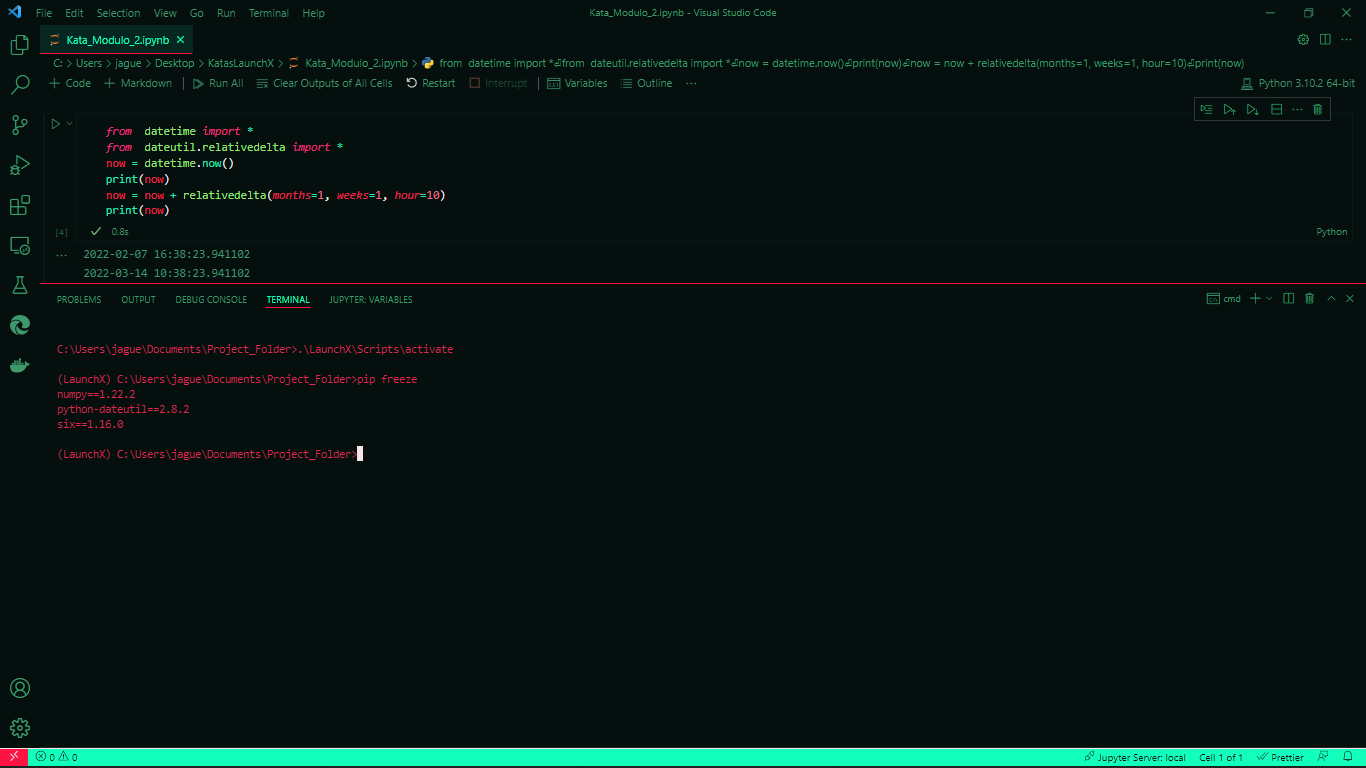 File Edit Selection View Go Run Terminal Help
Kata_Modulo_2.ipynb - Visual Studio Code
Kata_Modulo_2.ipynb
C: > Users > jague > Desktop > KatasLaunchX > Kata_Modulo_2.ipynb > from datetime import *⏎from dateutil.relativedelta import *⏎now = datetime.now()⏎print(now)⏎now = now + relativedelta(months=1, weeks=1, hour=10)⏎print(now)
+ Code + Markdown Run All Clear Outputs of All Cells Restart Interrupt Variables Outline ... Python 3.10.2 64-bit
from  datetime import *
from  dateutil.relativedelta import *
now = datetime.now()
print(now)
now = now + relativedelta(months=1, weeks=1, hour=10)
print(now)
[4] 0.8s Python
2022-02-07 16:38:23.941102
2022-03-14 10:38:23.941102
PROBLEMS OUTPUT DEBUG CONSOLE TERMINAL JUPYTER: VARIABLES cmd
C:\Users\jague\Documents\Project_Folder>.\LaunchX\Scripts\activate
(LaunchX) C:\Users\jague\Documents\Project_Folder>pip freeze
numpy==1.22.2
python-dateutil==2.8.2
six==1.16.0
(LaunchX) C:\Users\jague\Documents\Project_Folder>
0 0 Jupyter Server: local Cell 1 of 1 Prettier